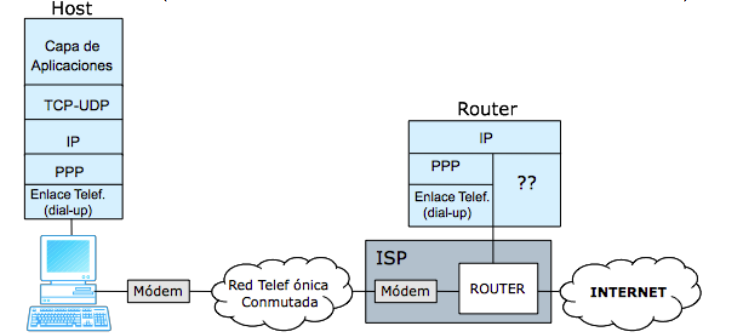 Host
Capa de
Aplicaciones
TCP-UDP
IP
PPP
Enlace Telef.
(dial-up)
Router
IP
PPP
??
Enlace Telef.
(dial-up)
ISP
Módem
Red Telef ónica
Conmutada
Módem
ROUTER
INTERNET